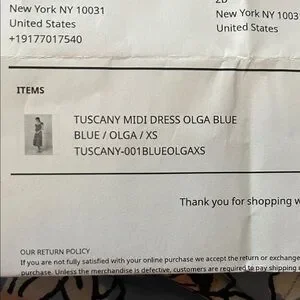 New York NY 10031
United States
+19177017540
2D
New York NY 1003
United States
ITEMS
TUSCANY MIDI DRESS OLGA BLUE
BLUE / OLGA / XS
TUSCANY-001BLUEOLGAXS
Thank you for shopping w
OUR RETURN POLICY
If you are not fully satisfied with your online purchase we accept the return or exchange
purchase. Unless the merchandise is defective, customers are required to pay shipping